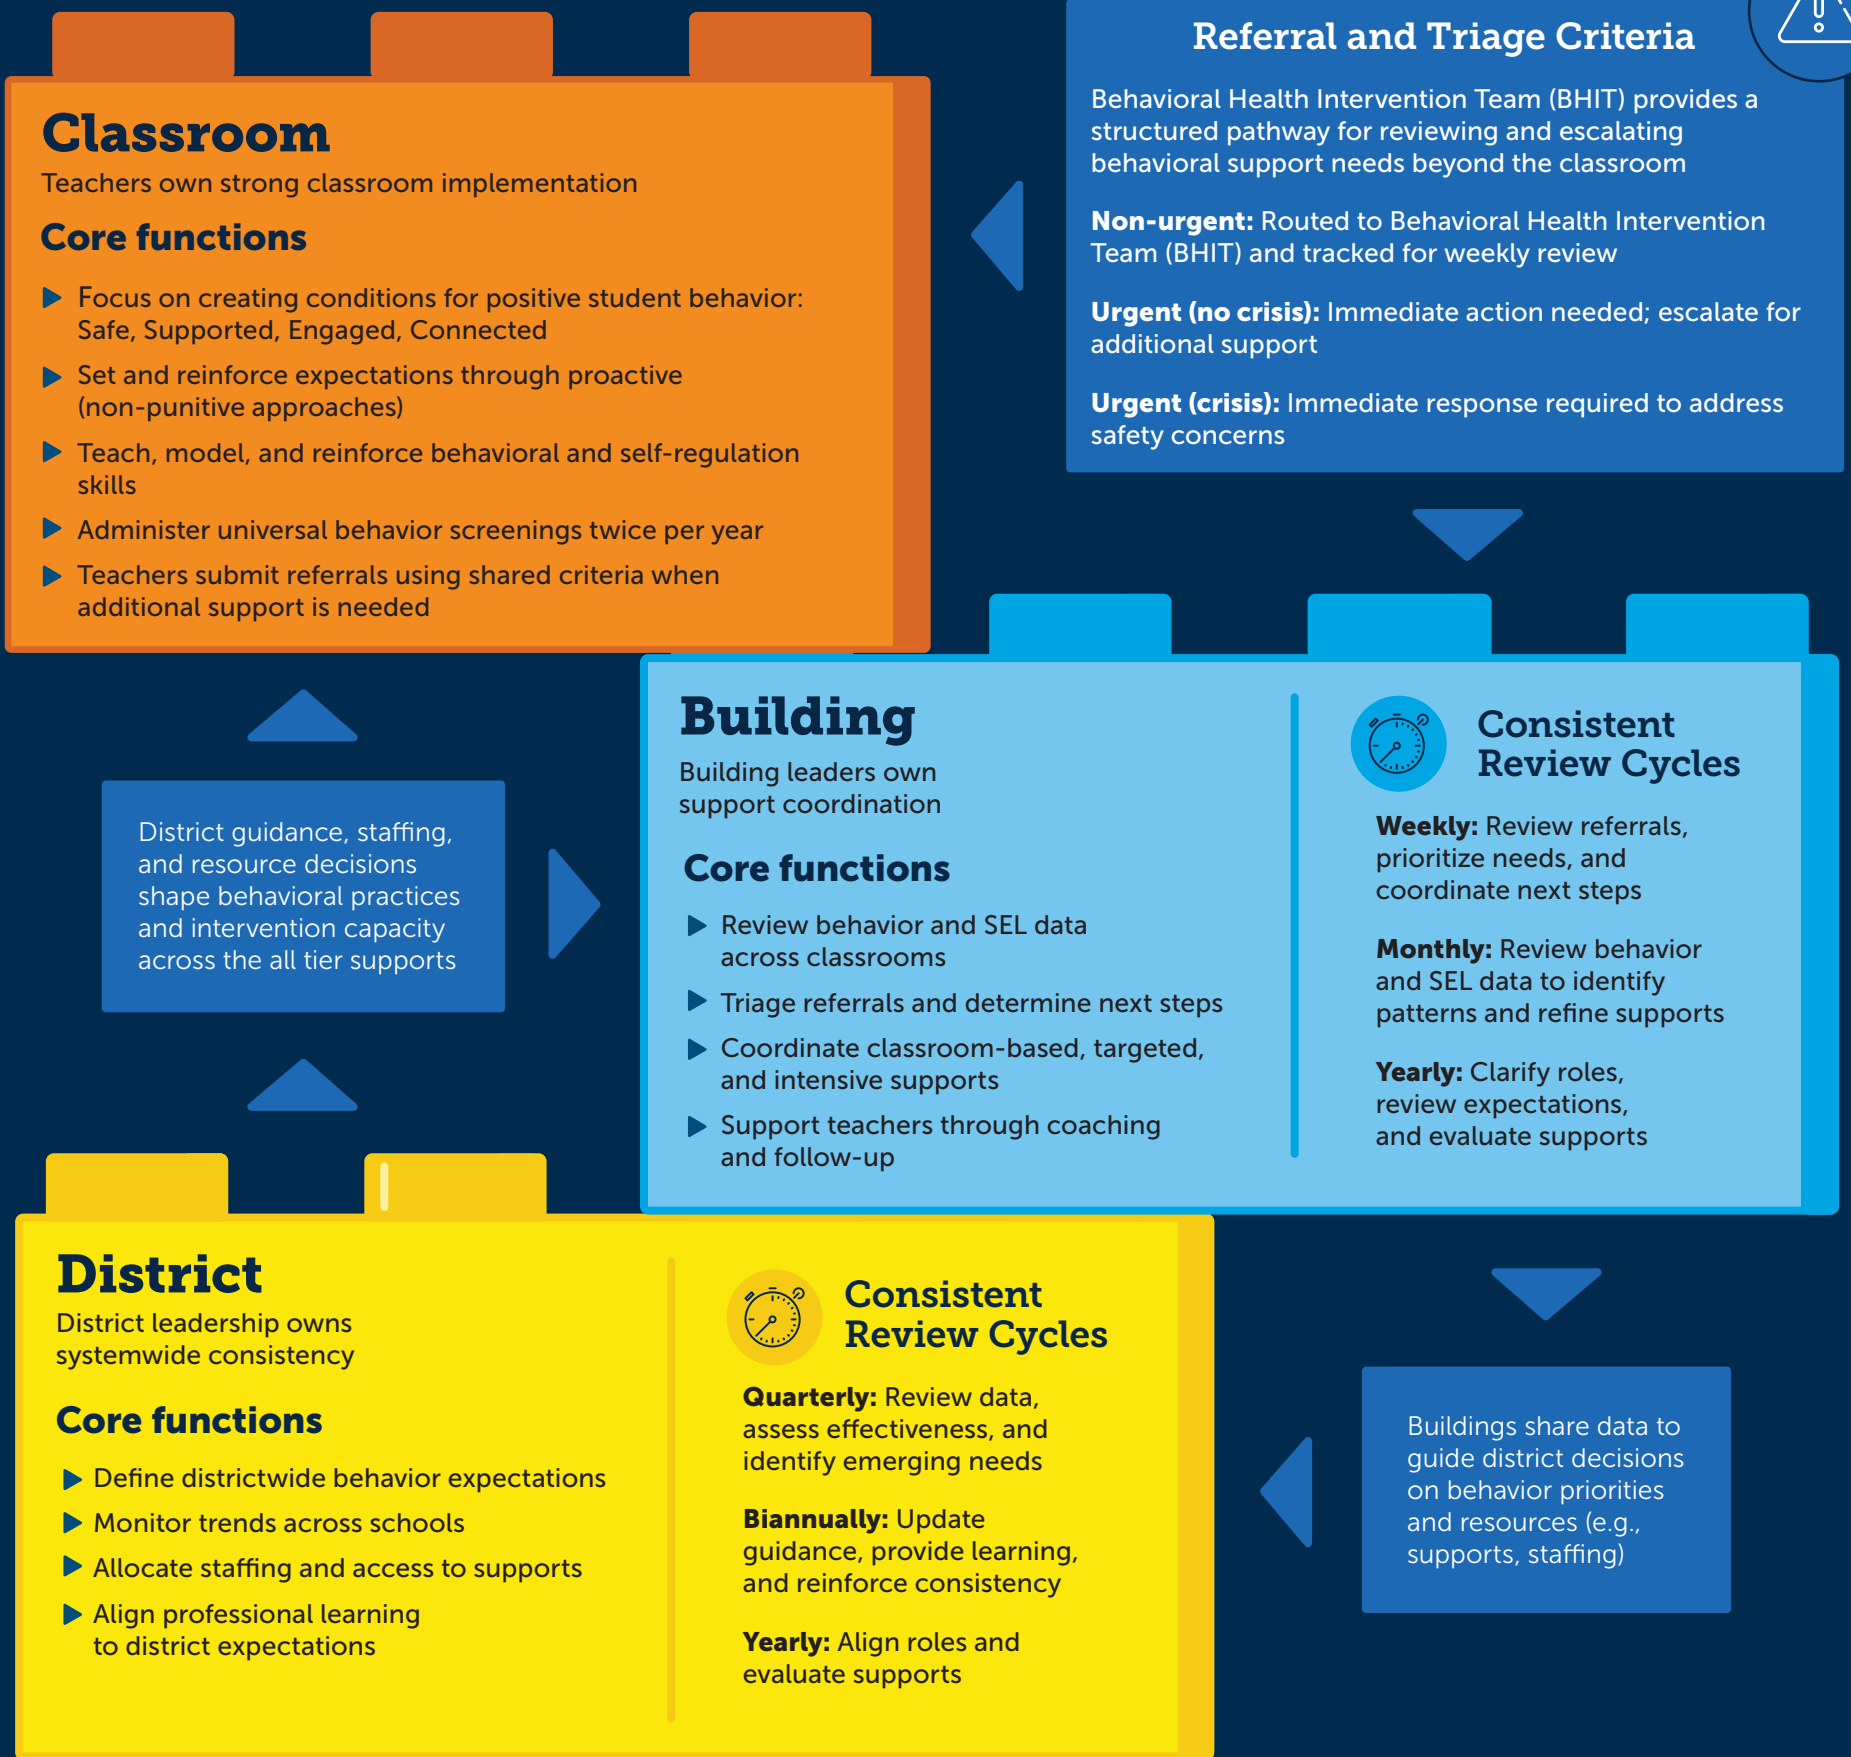 Classroom
Teachers own strong classroom implementation
Core functions
Focus on creating conditions for positive student behavior:
Safe, Supported, Engaged, Connected
Set and reinforce expectations through proactive
(non-punitive approaches)
Teach, model, and reinforce behavioral and self-regulation
skills
Administer universal behavior screenings twice per year
Teachers submit referrals using shared criteria when
additional support is needed
Referral and Triage Criteria
Behavioral Health Intervention Team (BHIT) provides a
structured pathway for reviewing and escalating
behavioral support needs beyond the classroom
Non-urgent: Routed to Behavioral Health Intervention
Team (BHIT) and tracked for weekly review
Urgent (no crisis): Immediate action needed; escalate for
additional support
Urgent (crisis): Immediate response required to address
safety concerns
District guidance, staffing,
and resource decisions
shape behavioral practices
and intervention capacity
across the all tier supports
Building
Building leaders own
support coordination
Core functions
Review behavior and SEL data
across classrooms
Triage referrals and determine next steps
Coordinate classroom-based, targeted,
and intensive supports
Support teachers through coaching
and follow-up
Consistent
Review Cycles
Weekly: Review referrals,
prioritize needs, and
coordinate next steps
Monthly: Review behavior
and SEL data to identify
patterns and refine supports
Yearly: Clarify roles,
review expectations,
and evaluate supports
District
District leadership owns
systemwide consistency
Core functions
Define districtwide behavior expectations
Monitor trends across schools
Allocate staffing and access to supports
Align professional learning
to district expectations
Consistent
Review Cycles
Quarterly: Review data,
assess effectiveness, and
identify emerging needs
Biannually: Update
guidance, provide learning,
and reinforce consistency
Yearly: Align roles and
evaluate supports
Buildings share data to
guide district decisions
on behavior priorities
and resources (e.g.,
supports, staffing)